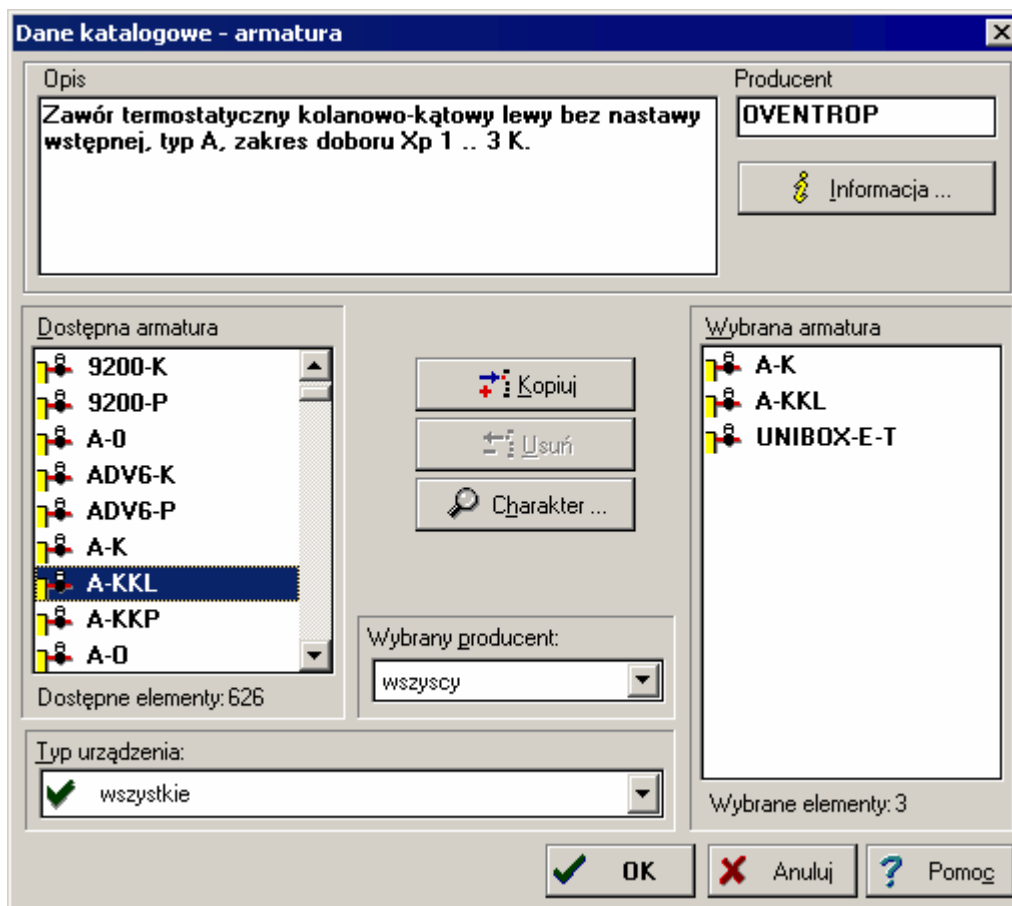 Dane katalogowe - armatura
Opis
Zawór termostatyczny kolanowo-kątowy lewy bez nastawy
wstępnej, typ A, zakres doboru Xp 1 .. 3 K.
Producent
OVENTROP
Informacja ...
Dostępna armatura
9200-K
9200-P
A-0
ADV6-K
ADV6-P
A-K
A-KKL
A-KKP
A-O
Dostępne elementy: 626
Kopiuj
Usuń
Charakter ...
Wybrany producent:
wszyscy
Wybrana armatura
A-K
A-KKL
UNIBOX-E-T
Wybrane elementy: 3
Typ urządzenia:
wszystkie
OK
Anuluj
Pomoc